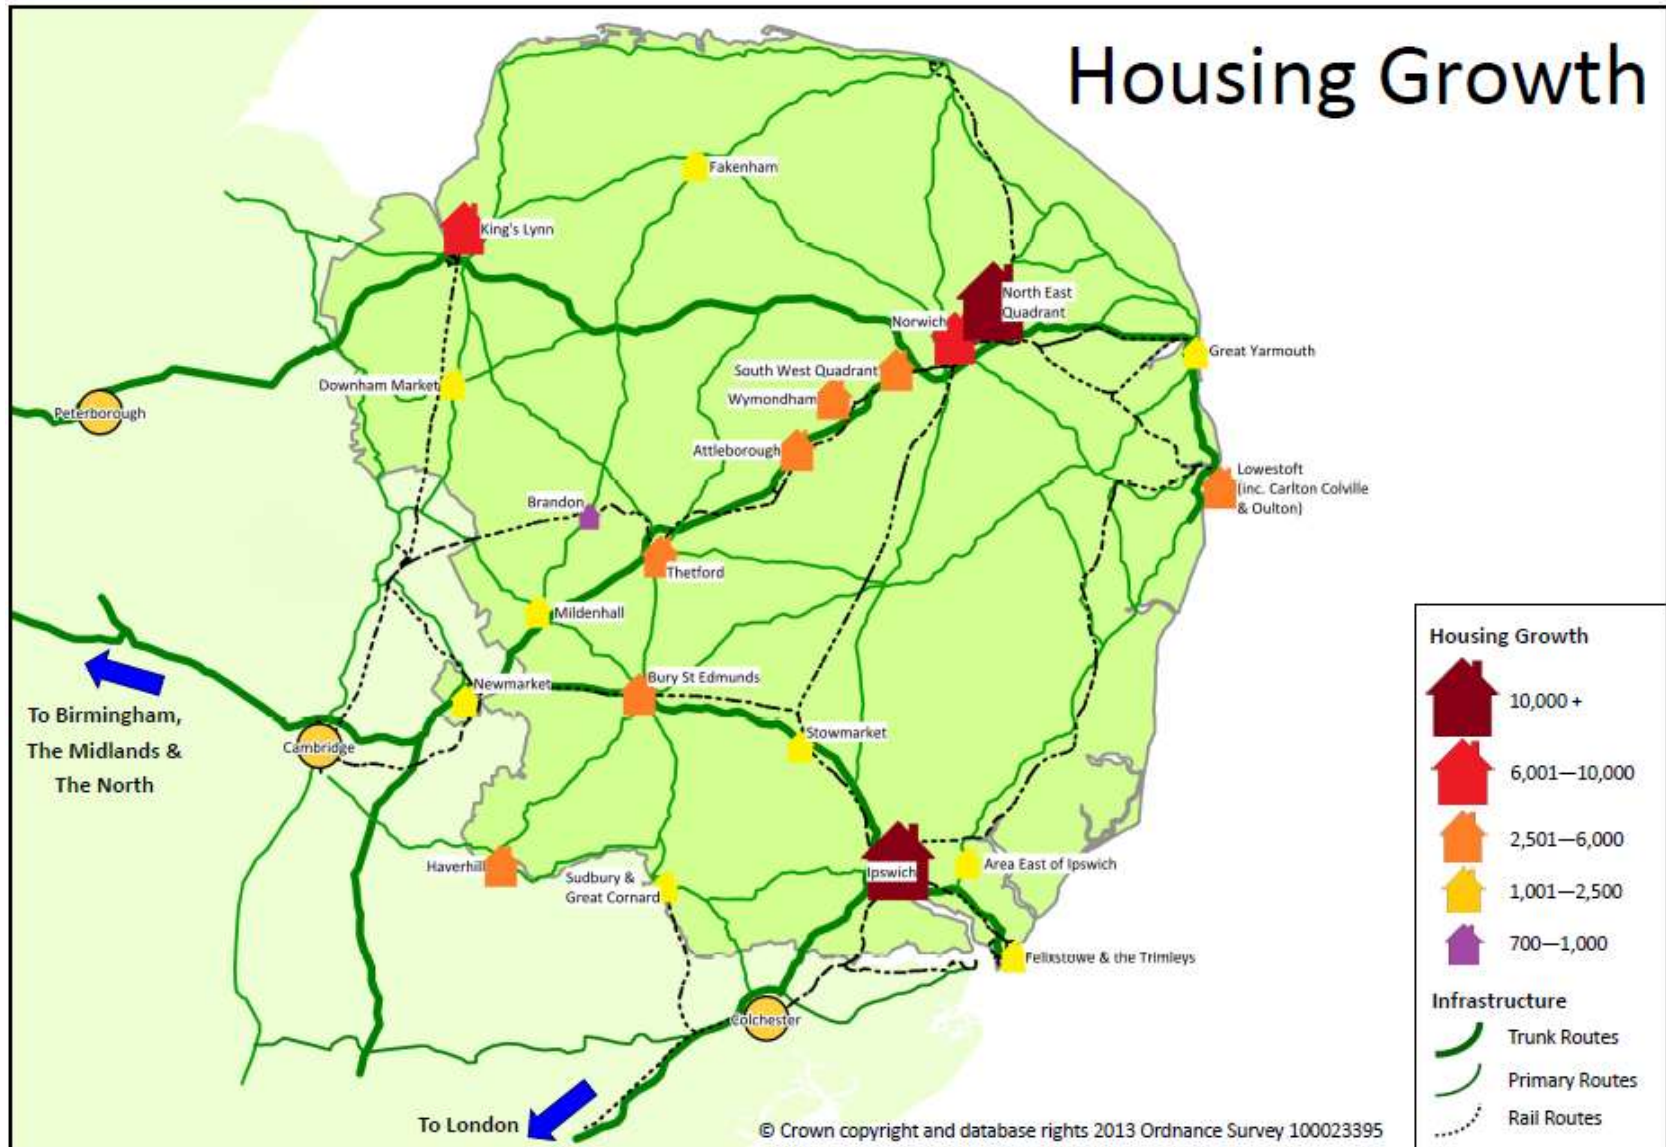 Housing Growth
Fakenham
King's Lynn
North East
Quadrant
Norwich
Great Yarmouth
South West Quadrant
Downham Market
Wymondham
Peterborough
Attleborough
Lowestoft
(inc. Carlton Colville
& Oulton)
Brandon
Thetford
Mildenhall
Bury St Edmunds
Newmarket
To Birmingham,
The Midlands &
The North
Stowmarket
Cambridge
Haverhill
Area East of Ipswich
Ipswich
Sudbury &
Great Cornard
Felixstowe & the Trimleys
Colchester
To London
© Crown copyright and database rights 2013 Ordnance Survey 100023395
Housing Growth
10,000 +
6,001—10,000
2,501—6,000
1,001—2,500
700—1,000
Infrastructure
Trunk Routes
Primary Routes
Rail Routes